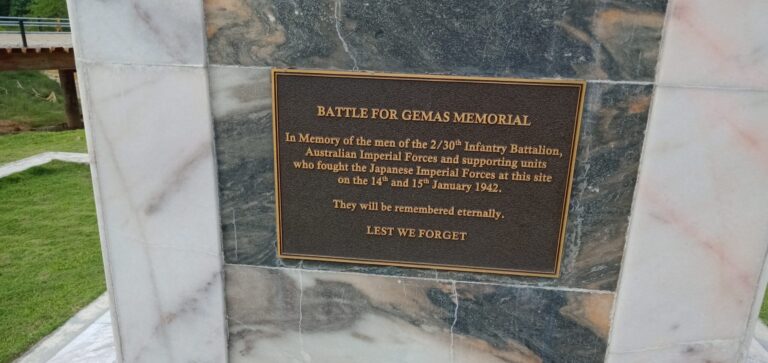 BATTLE FOR GEMAS MEMORIAL
In Memory of the men of the 2/30th Infantry Battalion,
Australian Imperial Forces and supporting units
who fought the Japanese Imperial Forces at this site
on the 14th and 15th January 1942.
They will be remembered eternally.
LEST WE FORGET